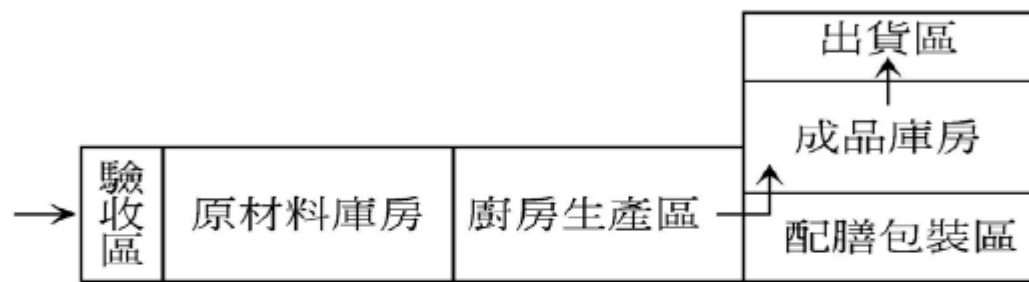 驗收區
原材料庫房
廚房生產區
出貨區
成品庫房
配膳包裝區